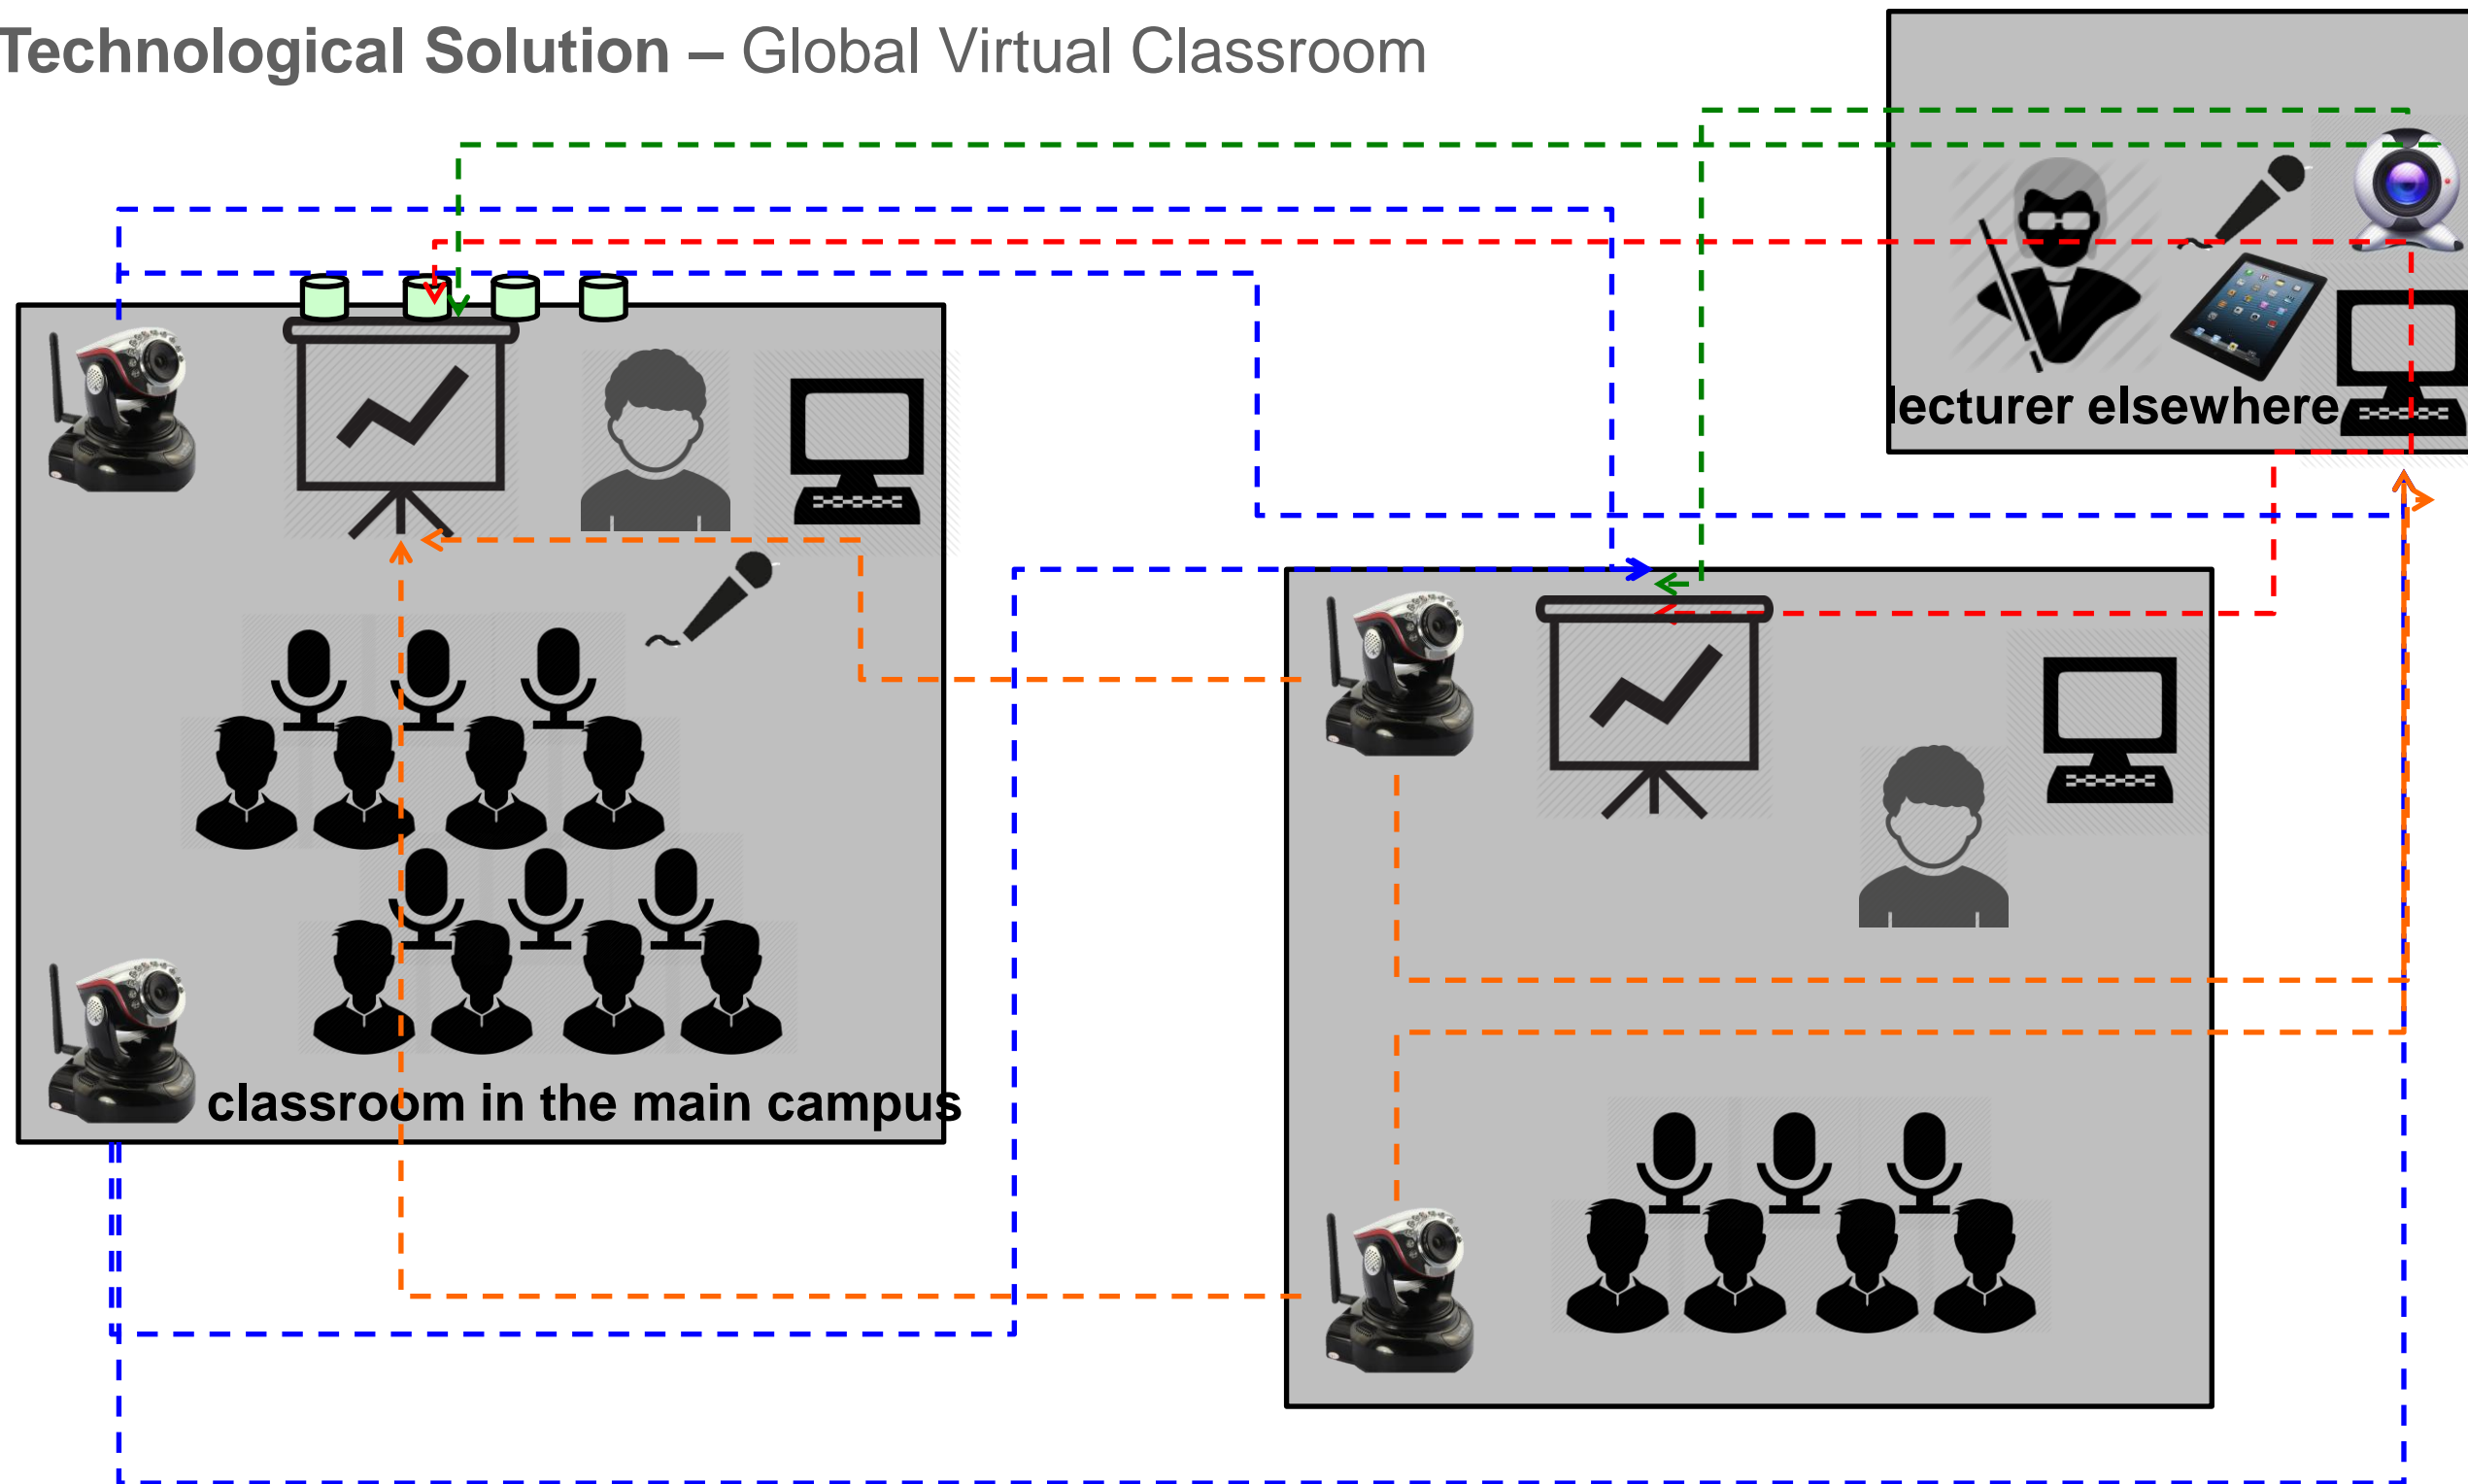 Technological Solution – Global Virtual Classroom
lecturer elsewhere
classroom in the main campus